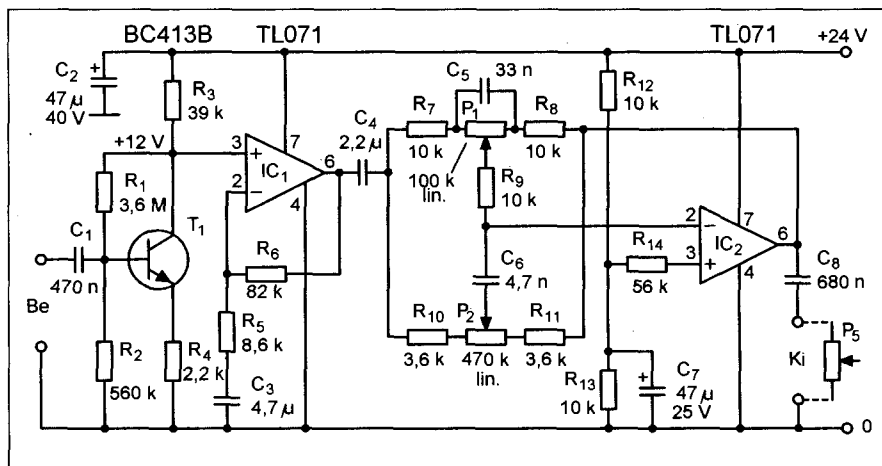 BC413B
TL071
TL071
+24 V
C2
+
47 µ
40 V
R3
39 k
+12 V
R1
3,6 M
C1
470 n
T1
Be
R2
560 k
R4
2,2 k
3
+
2
−
IC1
7
6
4
R6
82 k
R5
8,6 k
C3
4,7 µ
C4
2,2 µ
C5
33 n
R7
10 k
P1
100 k
lin.
R8
10 k
R9
10 k
C6
4,7 n
R10
3,6 k
P2
470 k
lin.
R11
3,6 k
R12
10 k
R14
56 k
R13
10 k
+
C7
47 µ
25 V
2
−
3
+
IC2
7
6
4
C8
680 n
P5
Ki
0